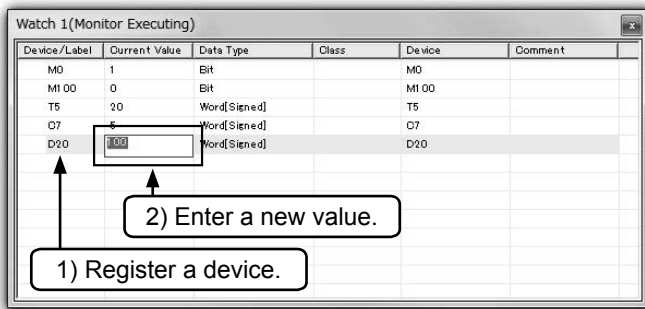 Watch 1(Monitor Executing)
Device/Label Current Value Data Type Class Device Comment
M0 1 Bit M0
M100 0 Bit M100
T5 20 Word[Signed] T5
C7 5 Word[Signed] C7
D20 100 Word[Signed] D20
2) Enter a new value.
1) Register a device.